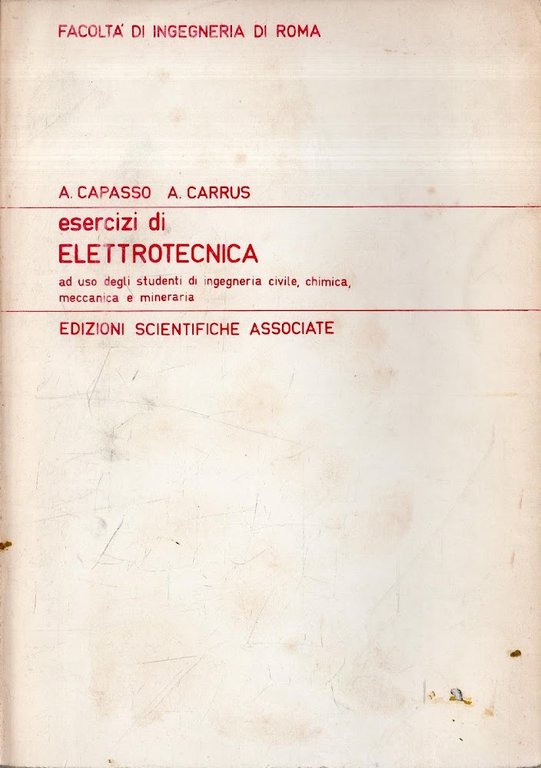 FACOLTA' DI INGEGNERIA DI ROMA
A. CAPASSO A. CARRUS
esercizi di
ELETTROTECNICA
ad uso degli studenti di ingegneria civile, chimica,
meccanica e mineraria
EDIZIONI SCIENTIFICHE ASSOCIATE